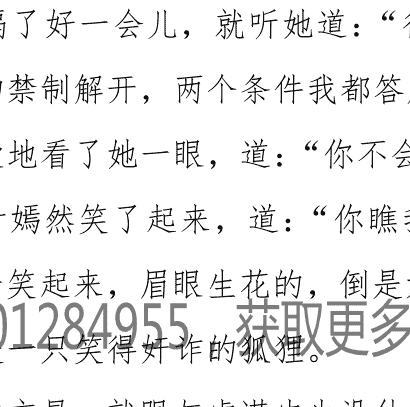 了好一会儿，就听她道：“
禁制解开，两个条件我都答
地看了她一眼，道：“你不会
嫣然笑了起来，道：“你瞧
笑起来，眉眼生花的，倒是
01284955 获取更多
一只笑得奸诈的狐狸。